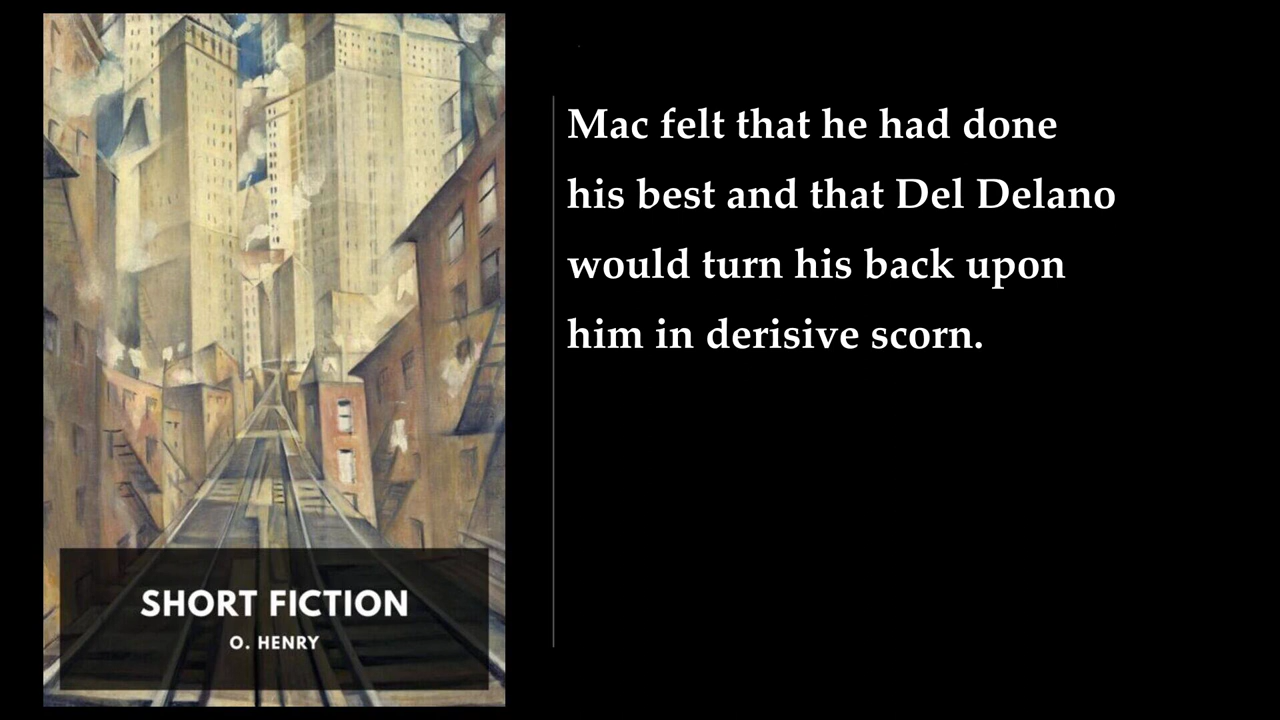 Mac felt that he had done
his best and that Del Delano
would turn his back upon
him in derisive scorn.
SHORT FICTION
O. HENRY